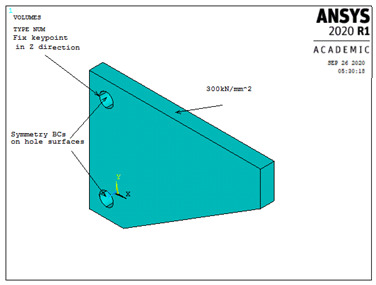 1
VOLUMES
TYPE NUM
Fix keypoint
in Z direction
ANSYS
2020 R1
ACADEMIC
SEP 26 2020
05:30:18
300kN/mm^2
Symmetry BCs
on hole surfaces
Y
X